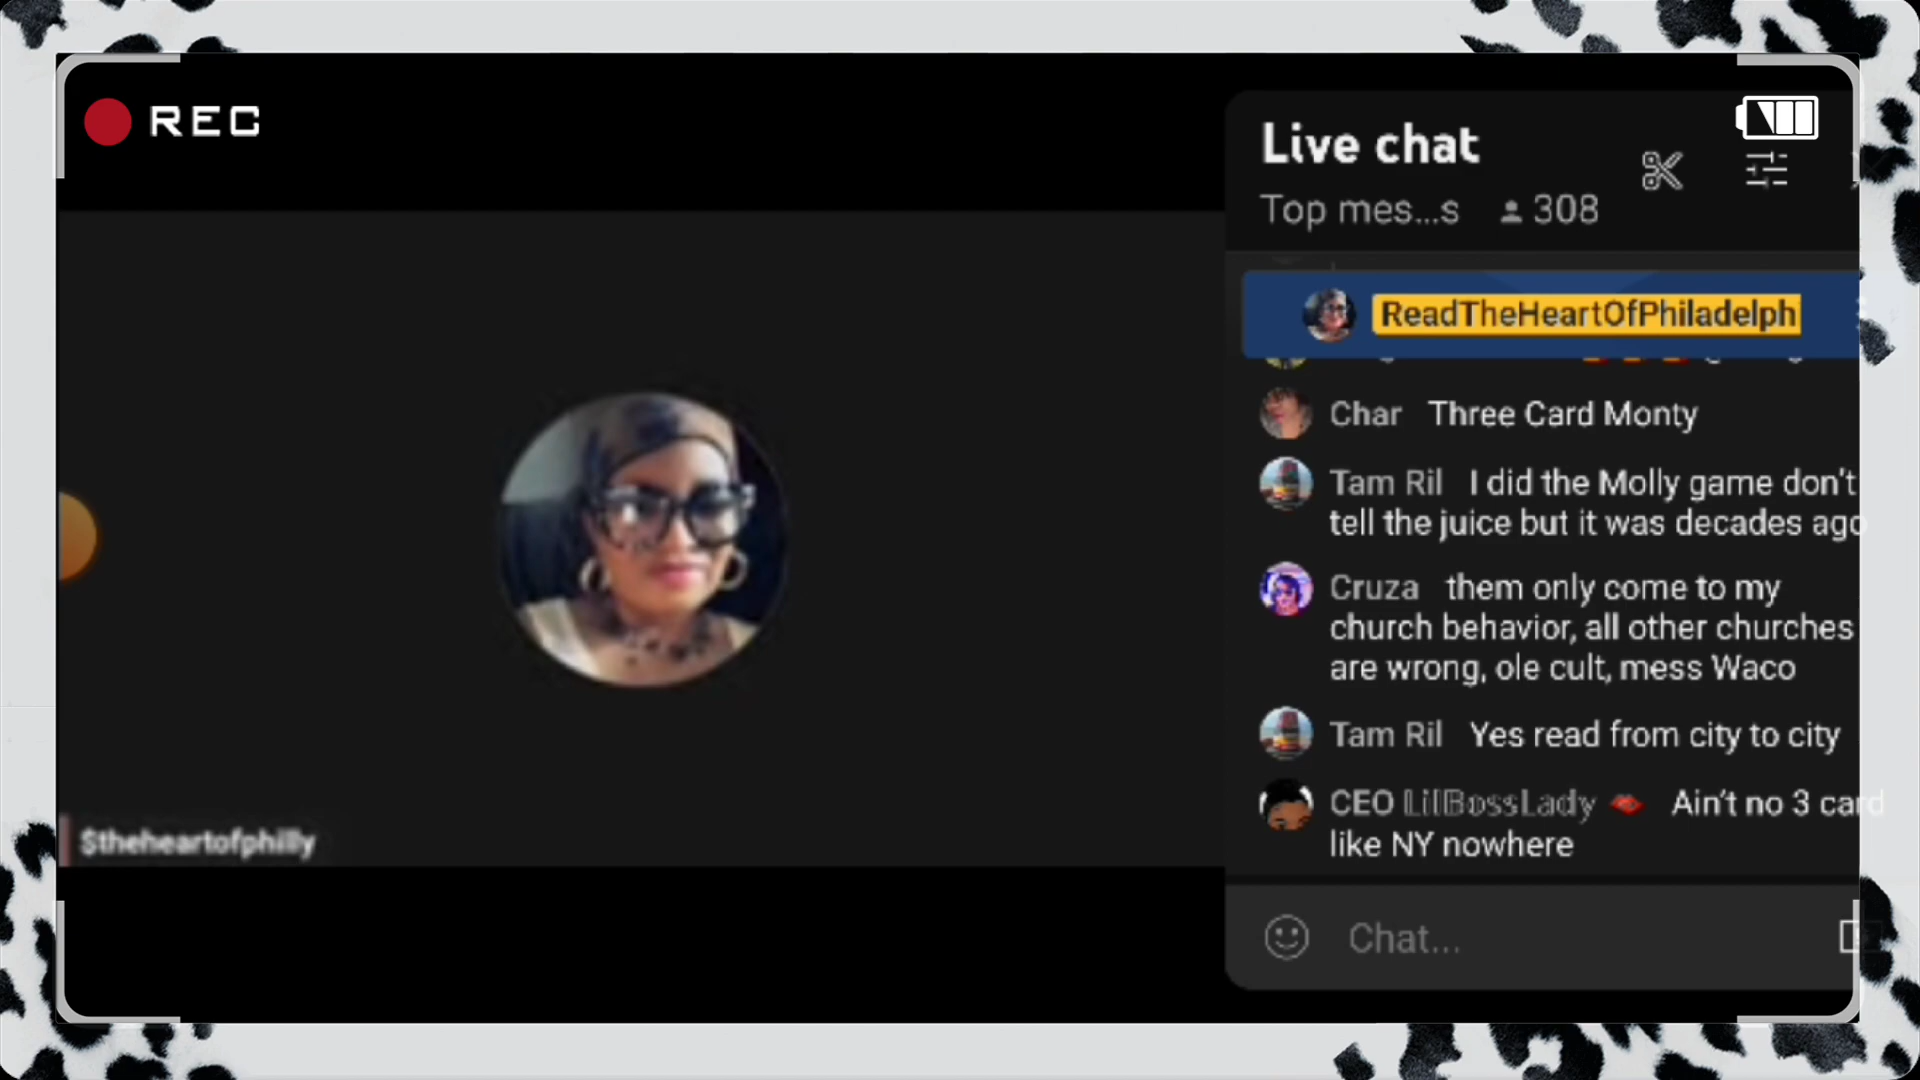 REC
Live chat
Top mes...s 308
ReadTheHeartOfPhiladelph
Char Three Card Monty
Tam Ril I did the Molly game don't
tell the juice but it was decades ago
Cruza them only come to my
church behavior, all other churches
are wrong, ole cult, mess Waco
Tam Ril Yes read from city to city
CEO LilBossLady Ain't no 3 card
like NY nowhere
$theheartofphilly
Chat...